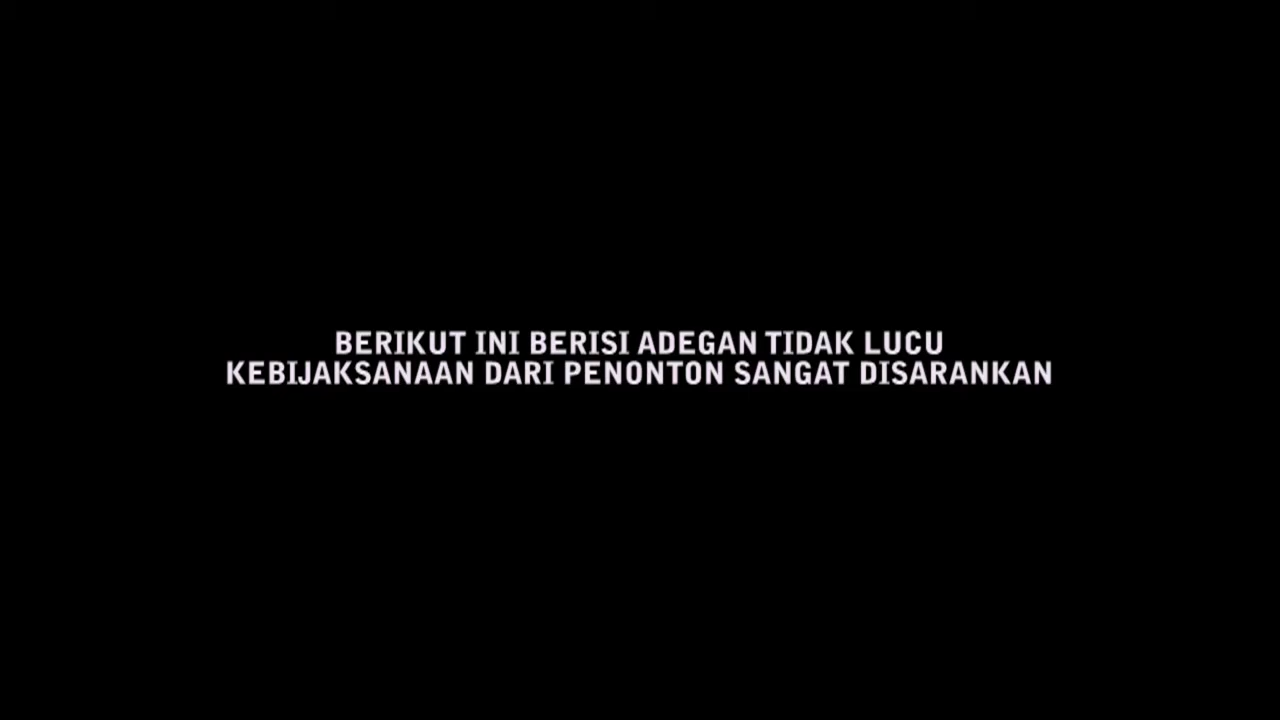 BERIKUT INI BERISI ADEGAN TIDAK LUCU
KEBIJAKSANAAN DARI PENONTON SANGAT DISARANKAN